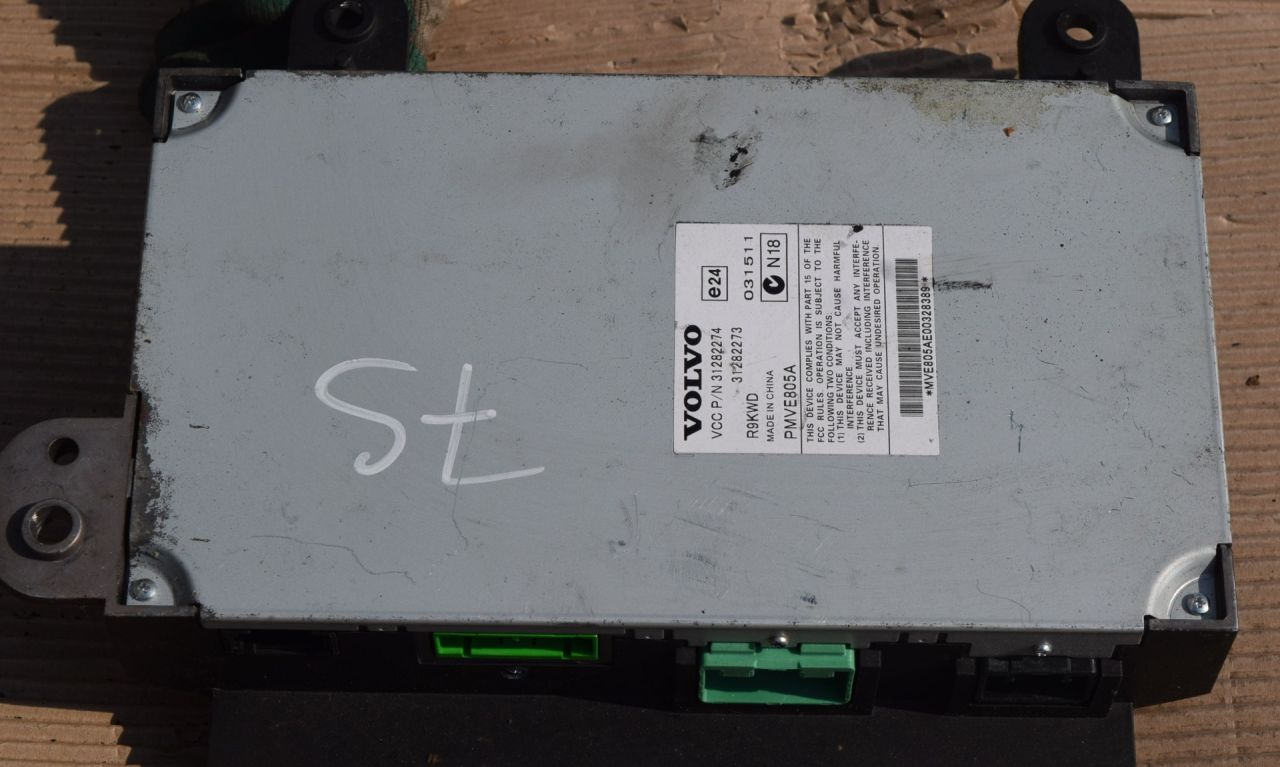 VOLVO
VCC P/N 31282274
31282273
R9KWD
MADE IN CHINA
PMVE805A
e24
031511
N18
THIS DEVICE COMPLIES WITH PART 15 OF THE
FCC RULES. OPERATION IS SUBJECT TO THE
FOLLOWING TWO CONDITIONS.
(1) THIS DEVICE MAY NOT CAUSE HARMFUL
INTERFERENCE
(2) THIS DEVICE MUST ACCEPT ANY INTERFE-
RENCE RECEIVED INCLUDING INTERFERENCE
THAT MAY CAUSE UNDESIRED OPERATION.
*MVE805AE00328389*